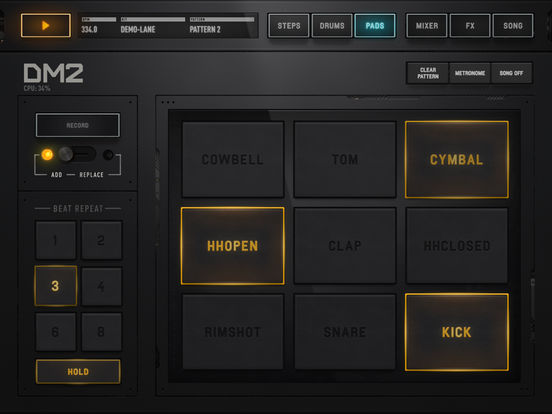 BPM KIT PATTERN
334.0 DEMO-LANE PATTERN 2
STEPS DRUMS PADS MIXER FX SONG
DM2
CPU: 34%
CLEAR PATTERN METRONOME SONG OFF
RECORD
ADD REPLACE
BEAT REPEAT
1 2
3 4
6 8
HOLD
COWBELL TOM CYMBAL
HHOPEN CLAP HHCLOSED
RIMSHOT SNARE KICK